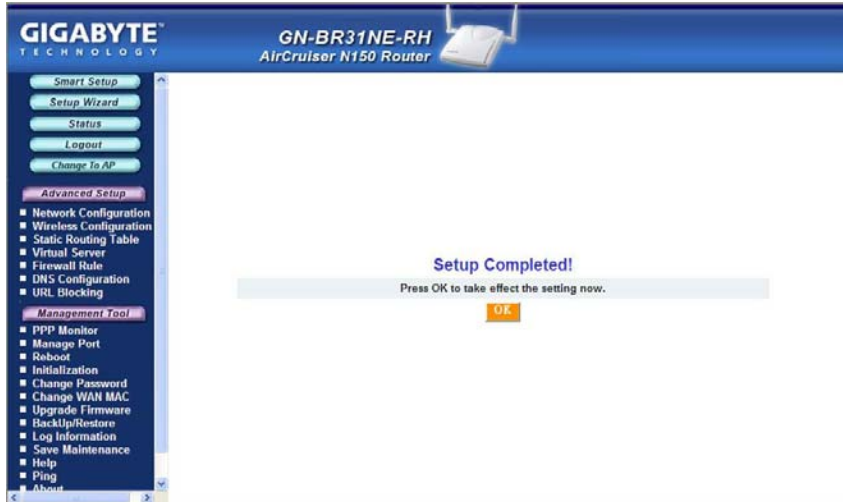 GIGABYTE™
TECHNOLOGY
GN-BR31NE-RH
AirCruiser N150 Router
Smart Setup
Setup Wizard
Status
Logout
Change To AP
Advanced Setup
Network Configuration
Wireless Configuration
Static Routing Table
Virtual Server
Firewall Rule
DNS Configuration
URL Blocking
Management Tool
PPP Monitor
Manage Port
Reboot
Initialization
Change Password
Change WAN MAC
Upgrade Firmware
BackUp/Restore
Log Information
Save Maintenance
Help
Ping
About
Setup Completed!
Press OK to take effect the setting now.
OK